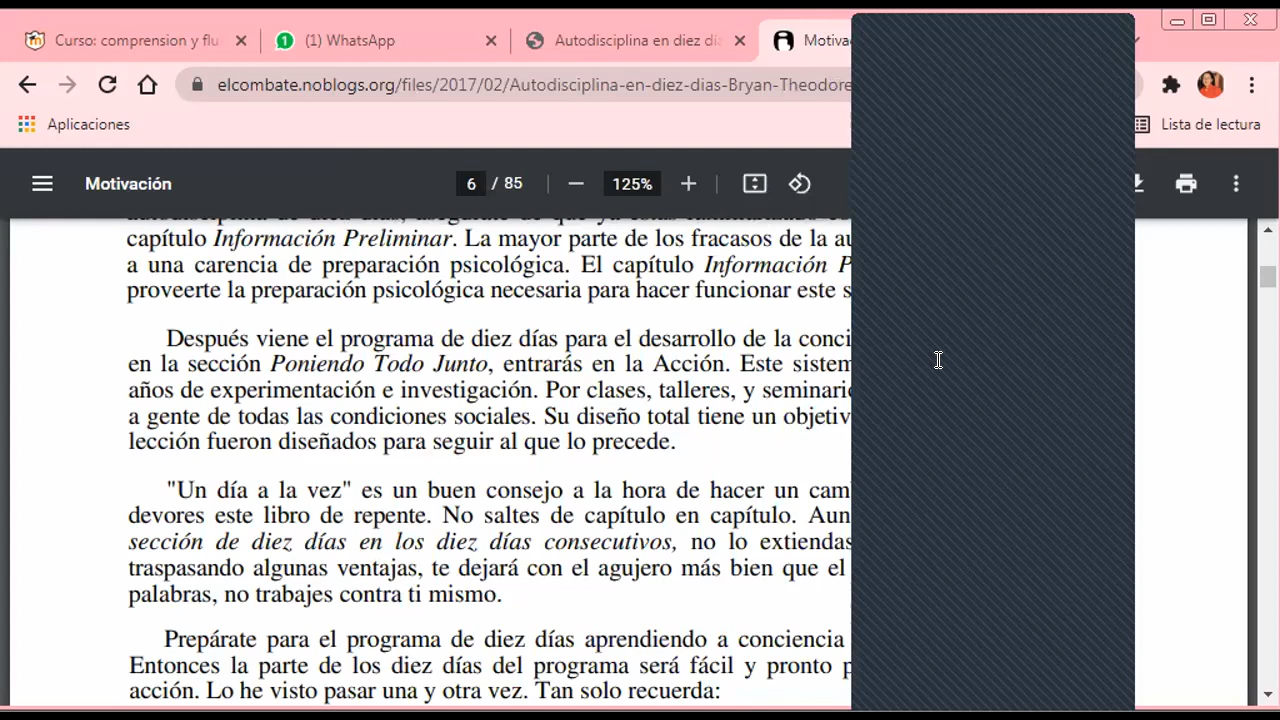 Curso: comprension y flu
(1) WhatsApp
Autodisciplina en diez dí
Motiva
elcombate.noblogs.org/files/2017/02/Autodisciplina-en-diez-dias-Bryan-Theodore
Aplicaciones
Lista de lectura
Motivación
6 / 85
125%
capítulo Información Preliminar. La mayor parte de los fracasos de la au
a una carencia de preparación psicológica. El capítulo Información P
proveerte la preparación psicológica necesaria para hacer funcionar este s
Después viene el programa de diez días para el desarrollo de la conci
en la sección Poniendo Todo Junto, entrarás en la Acción. Este sistem
años de experimentación e investigación. Por clases, talleres, y seminari
a gente de todas las condiciones sociales. Su diseño total tiene un objetiv
lección fueron diseñados para seguir al que lo precede.
"Un día a la vez" es un buen consejo a la hora de hacer un cam
devores este libro de repente. No saltes de capítulo en capítulo. Aun
sección de diez días en los diez días consecutivos, no lo extiendas
traspasando algunas ventajas, te dejará con el agujero más bien que el
palabras, no trabajes contra ti mismo.
Prepárate para el programa de diez días aprendiendo a conciencia
Entonces la parte de los diez días del programa será fácil y pronto p
acción. Lo he visto pasar una y otra vez. Tan solo recuerda: